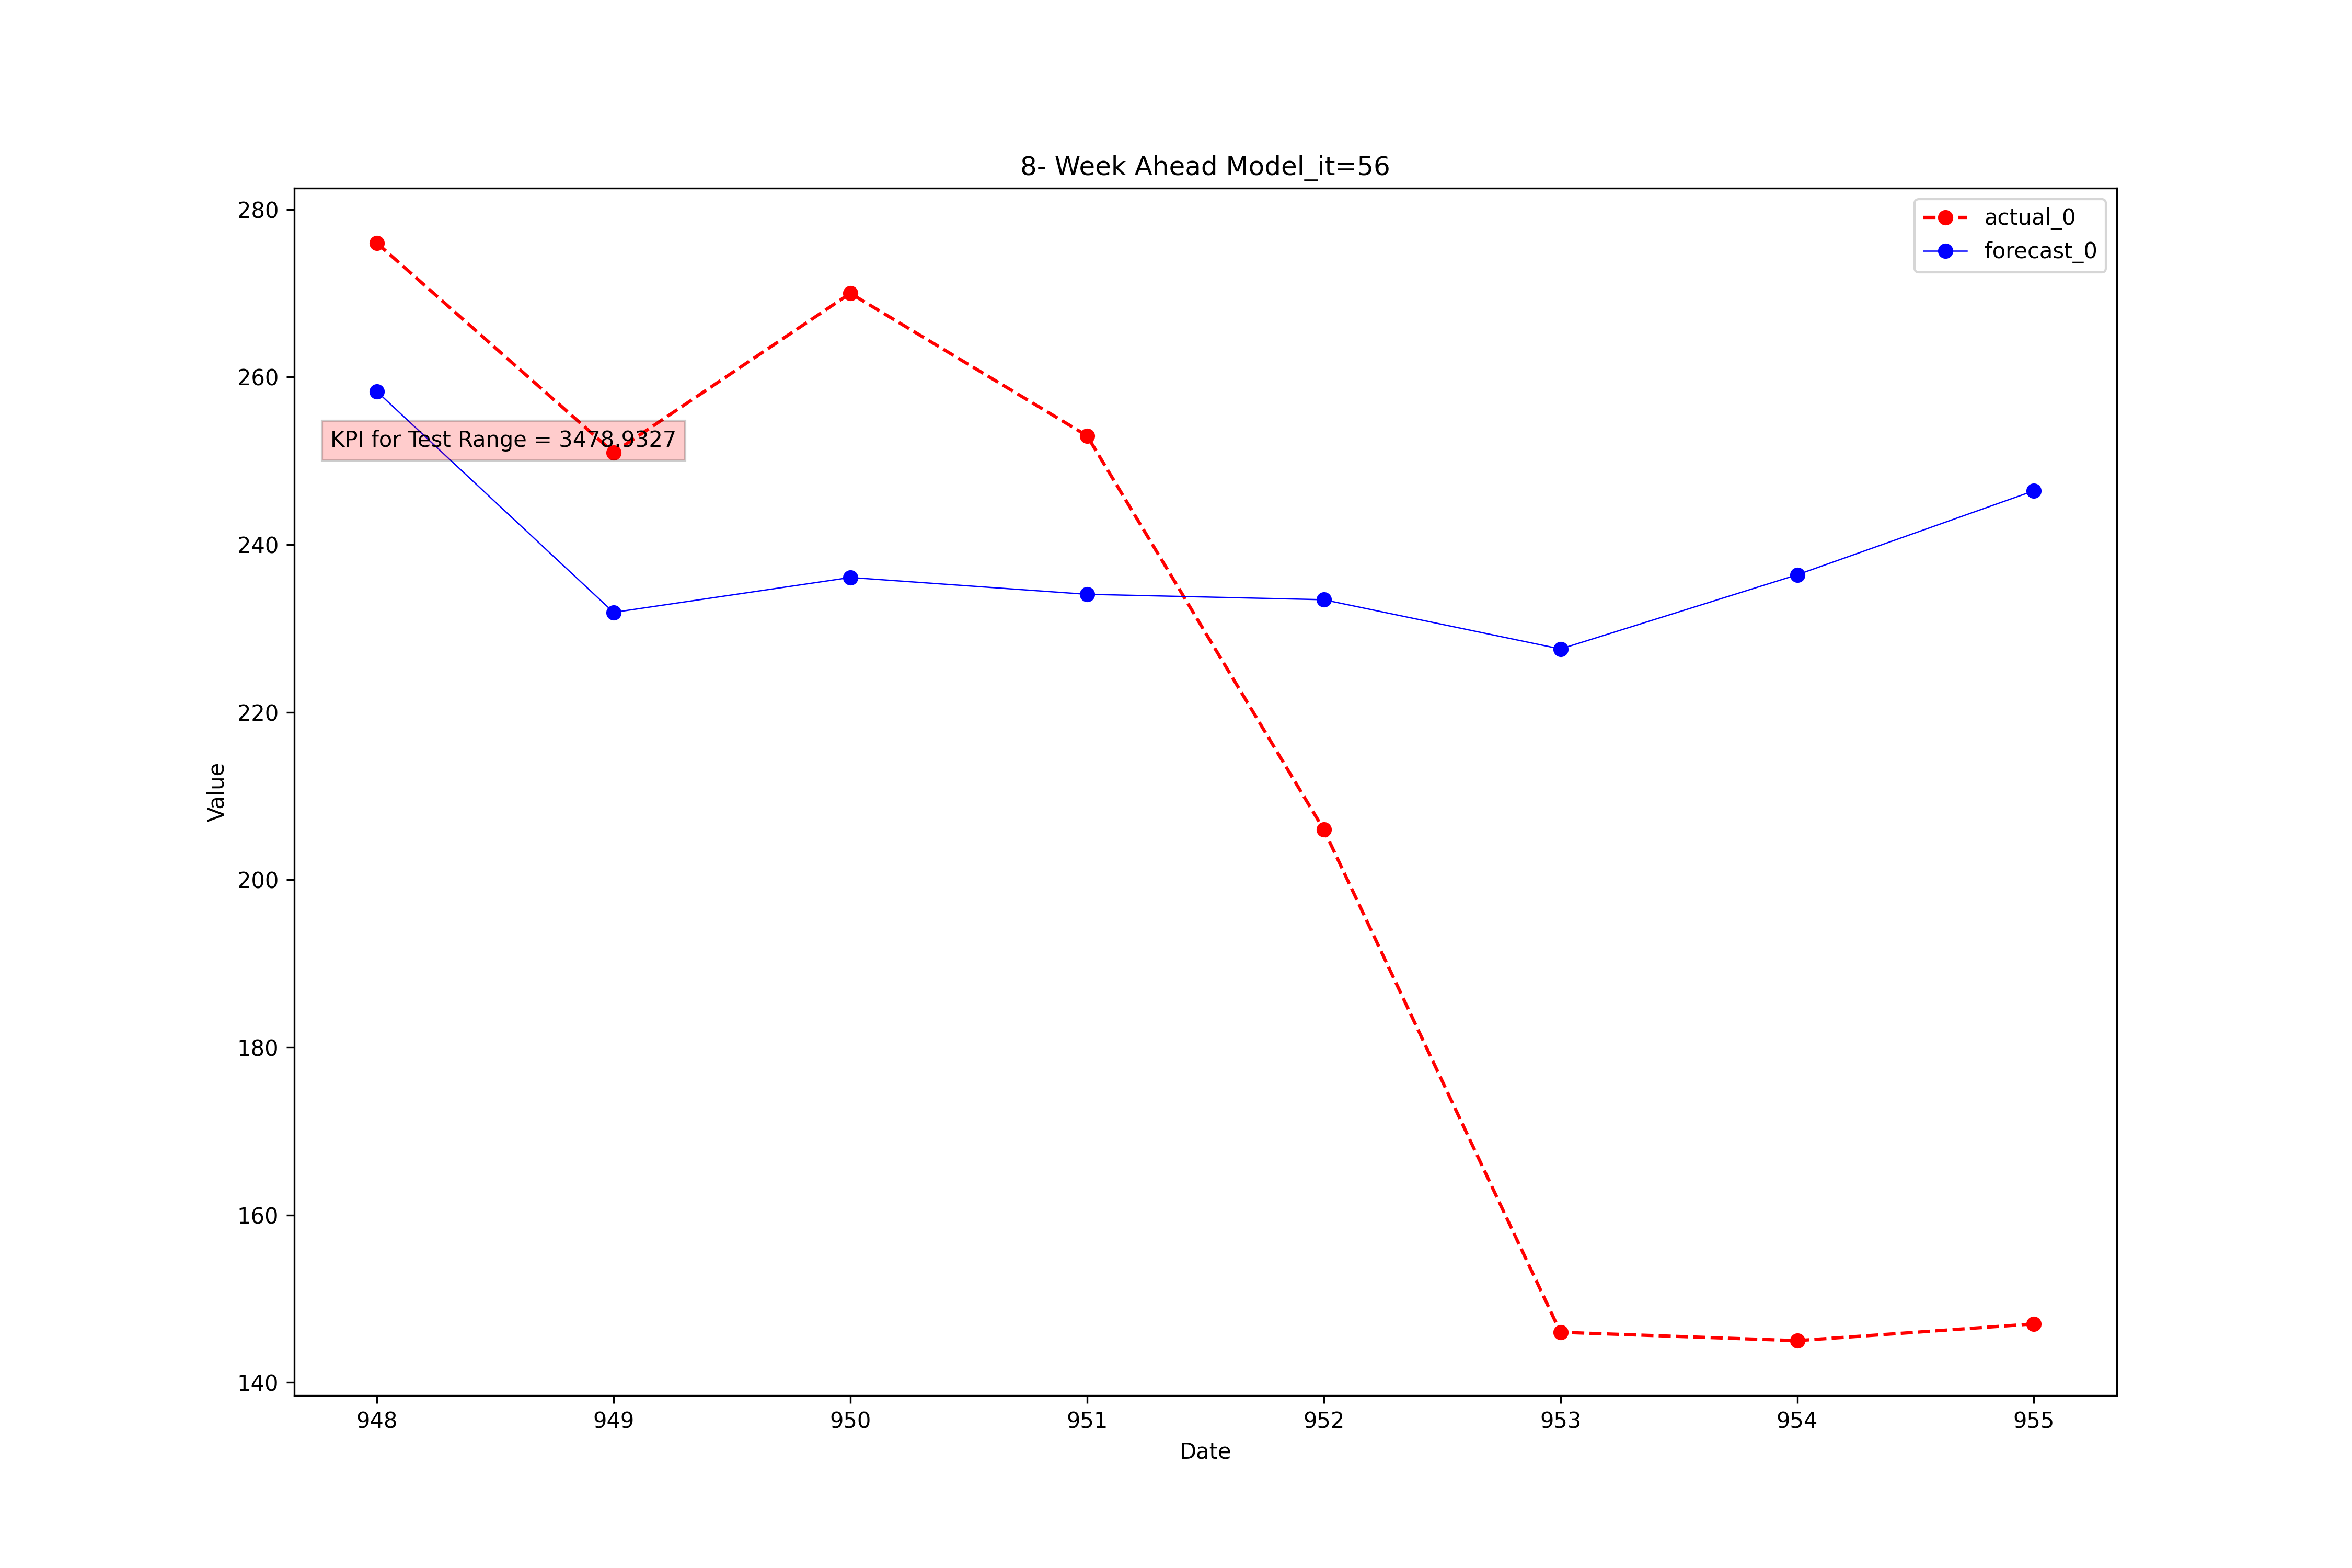 8- Week Ahead Model_it=56
actual_0
forecast_0
KPI for Test Range = 3478.9327
280
260
240
220
200
180
160
140
Value
948 949 950 951 952 953 954 955
Date